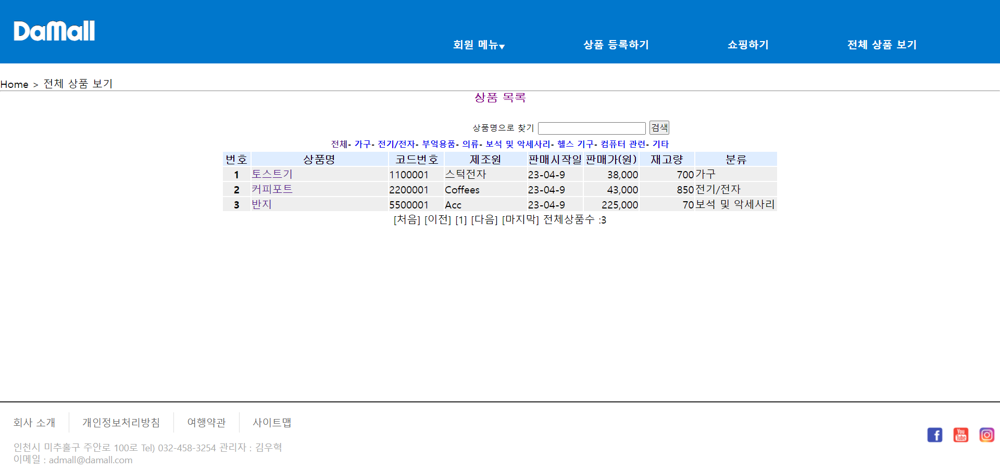 DaMall
회원 메뉴▼ 상품 등록하기 쇼핑하기 전체 상품 보기
Home > 전체 상품 보기
상품 목록
상품명으로 찾기 검색
전체- 가구- 전기/전자- 부엌용품- 의류- 보석 및 악세사리- 헬스 기구- 컴퓨터 관련- 기타
번호 상품명 코드번호 제조원 판매시작일 판매가(원) 재고량 분류
1 토스트기 1100001 스턱전자 23-04-9 38,000 700 가구
2 커피포트 2200001 Coffees 23-04-9 43,000 850 전기/전자
3 반지 5500001 Acc 23-04-9 225,000 70 보석 및 악세사리
[처음] [이전] [1] [다음] [마지막] 전체상품수 :3
회사 소개 개인정보처리방침 여행약관 사이트맵
인천시 미추홀구 주안로 100로 Tel) 032-458-3254 관리자 : 김우혁
이메일 : admall@damall.com
You Tube